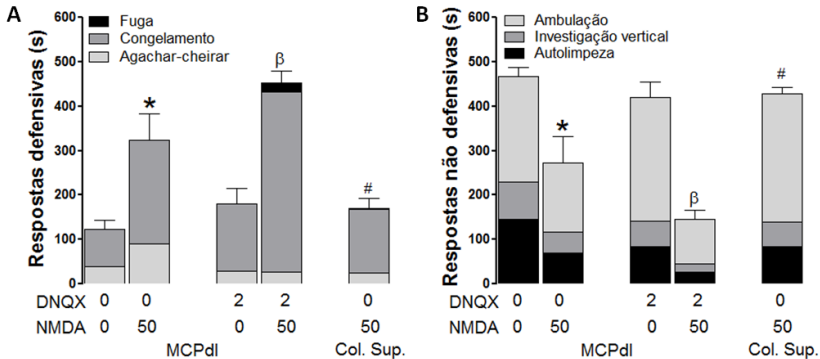 A
Respostas defensivas (s)
600
500
400
300
200
100
0
Fuga
Congelamento
Agachar-cheirar
*
β
#
DNQX 0 0 2 2 0
NMDA 0 50 0 50 50
MCPdl Col. Sup.
B
Respostas não defensivas (s)
600
500
400
300
200
100
0
Ambulação
Investigação vertical
Autolimpeza
*
β
#
DNQX 0 0 2 2 0
NMDA 0 50 0 50 50
MCPdl Col. Sup.